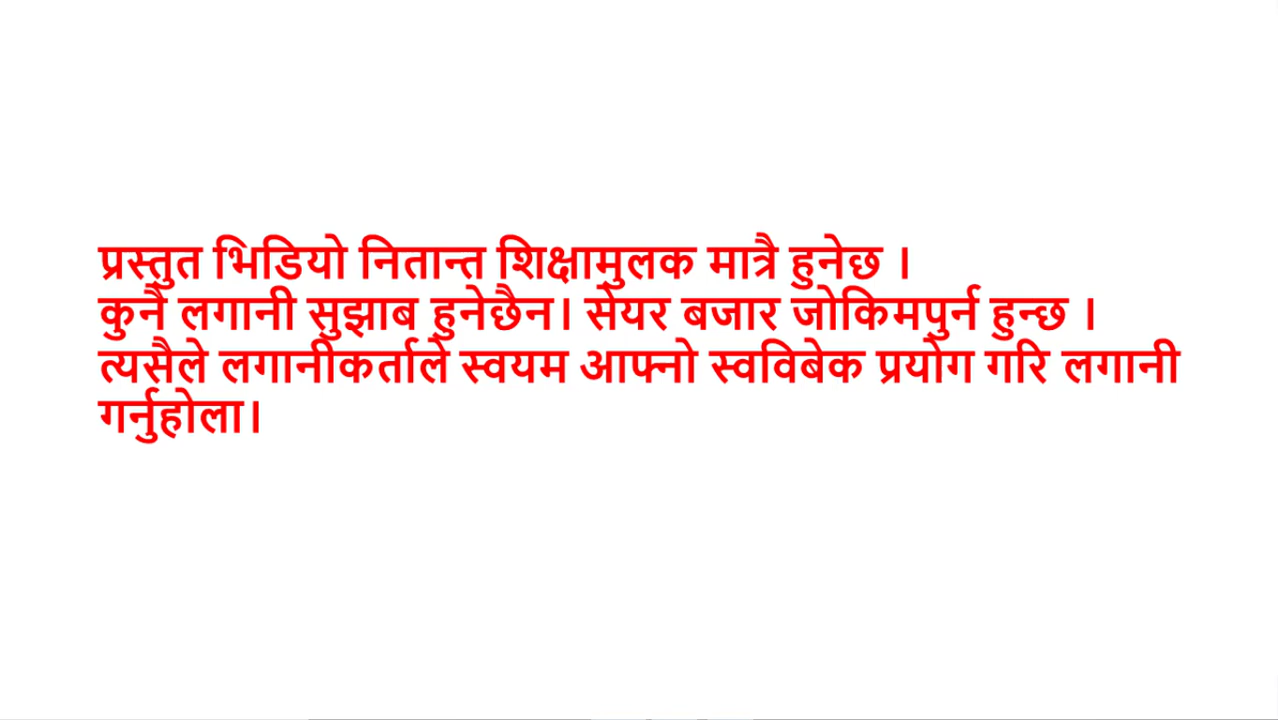 प्रस्तुत भिडियो नितान्त शिक्षामुलक मात्रै हुनेछ ।
कुनै लगानी सुझाब हुनेछैन। सेयर बजार जोकिमपुर्न हुन्छ ।
त्यसैले लगानीकर्ताले स्वयम आफ्नो स्वविबेक प्रयोग गरि लगानी
गर्नुहोला।